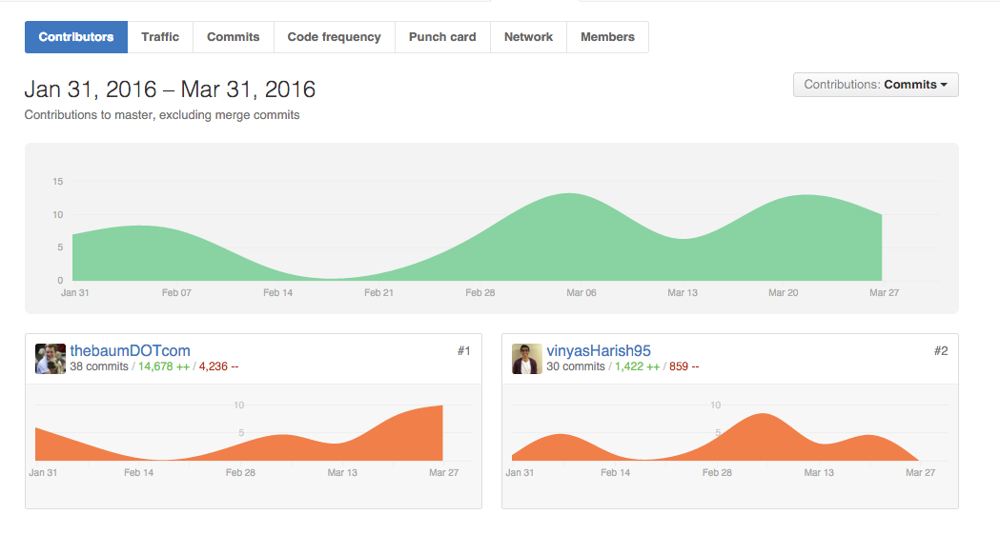 Contributors Traffic Commits Code frequency Punch card Network Members
Jan 31, 2016 – Mar 31, 2016
Contributions: Commits
Contributions to master, excluding merge commits
15
10
5
0
Jan 31 Feb 07 Feb 14 Feb 21 Feb 28 Mar 06 Mar 13 Mar 20 Mar 27
thebaumDOTcom #1
38 commits / 14,678 ++ / 4,236 --
10
5
Jan 31 Feb 14 Feb 28 Mar 13 Mar 27
vinyasHarish95 #2
30 commits / 1,422 ++ / 859 --
10
5
Jan 31 Feb 14 Feb 28 Mar 13 Mar 27